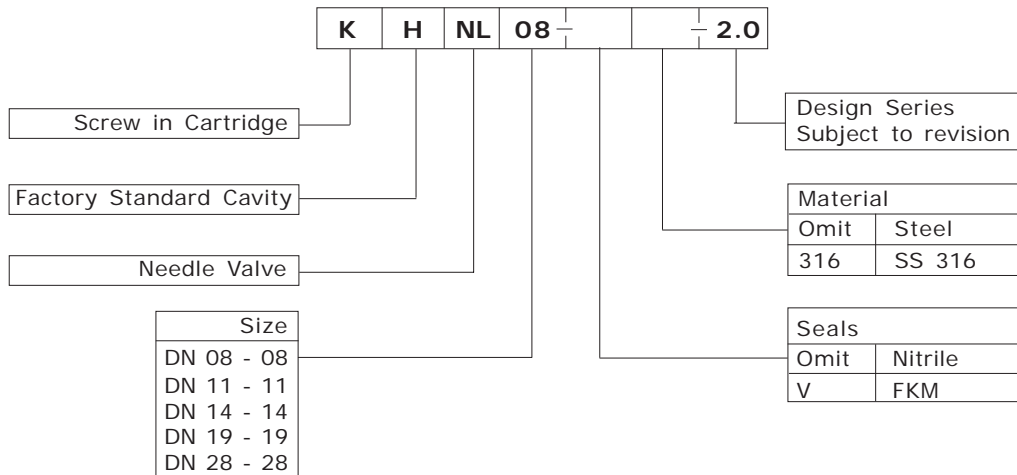 K H NL 08 - - 2.0
Screw in Cartridge
Factory Standard Cavity
Needle Valve
Size
DN 08 - 08
DN 11 - 11
DN 14 - 14
DN 19 - 19
DN 28 - 28
Design Series
Subject to revision
Material
Omit Steel
316 SS 316
Seals
Omit Nitrile
V FKM